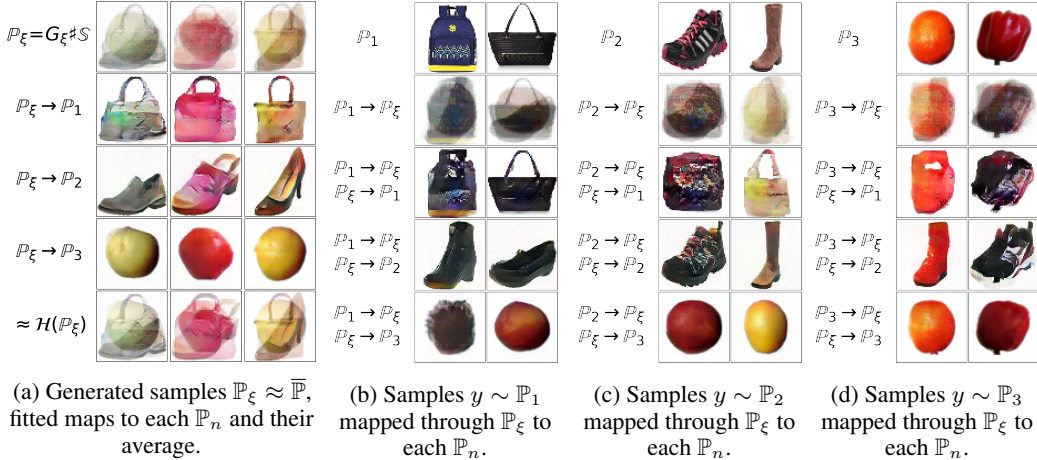 ℙ_ξ=G_ξ♯𝕊
ℙ_ξ → ℙ_1
ℙ_ξ → ℙ_2
ℙ_ξ → ℙ_3
≈ ℋ(ℙ_ξ)
(a) Generated samples ℙ_ξ ≈ \overline{ℙ},
fitted maps to each ℙ_n and their
average.
ℙ_1
ℙ_1 → ℙ_ξ
ℙ_1 → ℙ_ξ
ℙ_ξ → ℙ_1
ℙ_1 → ℙ_ξ
ℙ_ξ → ℙ_2
ℙ_1 → ℙ_ξ
ℙ_ξ → ℙ_3
(b) Samples y ∼ ℙ_1
mapped through ℙ_ξ to
each ℙ_n.
ℙ_2
ℙ_2 → ℙ_ξ
ℙ_2 → ℙ_ξ
ℙ_ξ → ℙ_1
ℙ_2 → ℙ_ξ
ℙ_ξ → ℙ_2
ℙ_2 → ℙ_ξ
ℙ_ξ → ℙ_3
(c) Samples y ∼ ℙ_2
mapped through ℙ_ξ to
each ℙ_n.
ℙ_3
ℙ_3 → ℙ_ξ
ℙ_3 → ℙ_ξ
ℙ_ξ → ℙ_1
ℙ_3 → ℙ_ξ
ℙ_ξ → ℙ_2
ℙ_3 → ℙ_ξ
ℙ_ξ → ℙ_3
(d) Samples y ∼ ℙ_3
mapped through ℙ_ξ to
each ℙ_n.